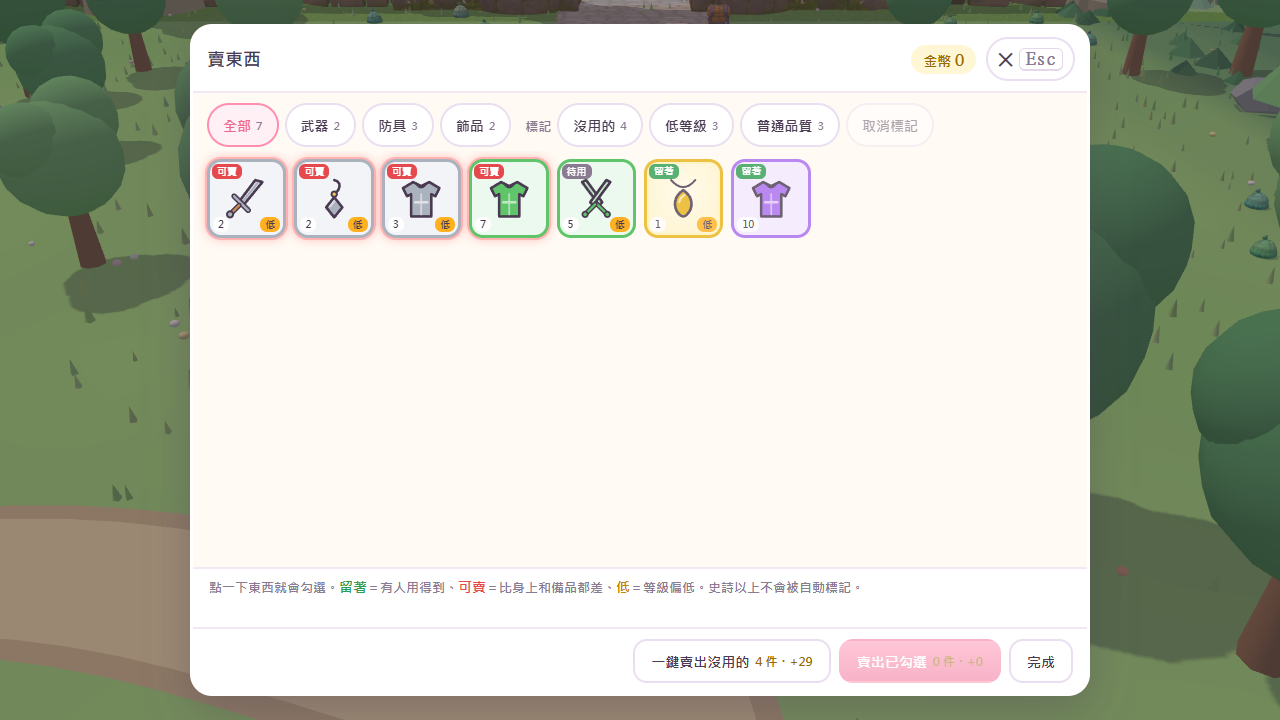 賣東西
金幣 0
Esc
全部 7
武器 2
防具 3
飾品 2
標記
沒用的 4
低等級 3
普通品質 3
取消標記
可賣
2
低
可賣
2
低
可賣
3
低
可賣
7
待用
5
低
留著
1
低
留著
10
點一下東西就會勾選。留著＝有人用得到、可賣＝比身上和備品都差、低＝等級偏低。史詩以上不會被自動標記。
一鍵賣出沒用的 4 件・+29
賣出已勾選 0 件・+0
完成